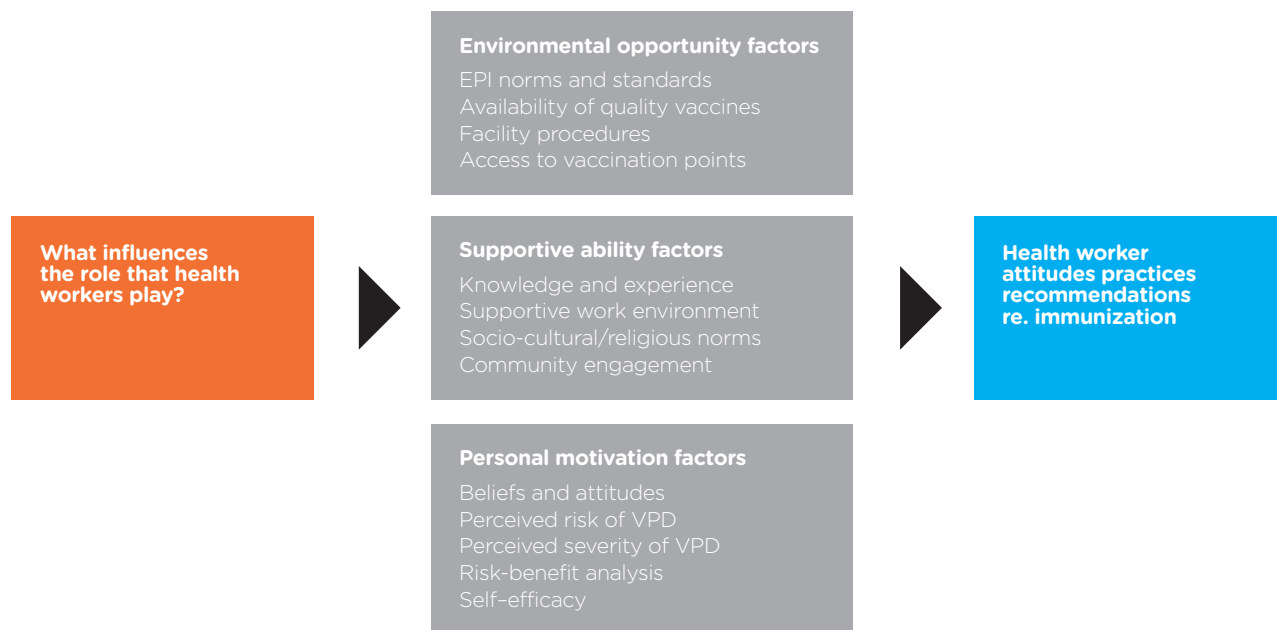 Environmental opportunity factors
EPI norms and standards
Availability of quality vaccines
Facility procedures
Access to vaccination points
What influences
the role that health
workers play?
Supportive ability factors
Knowledge and experience
Supportive work environment
Socio-cultural/religious norms
Community engagement
Health worker
attitudes practices
recommendations
re. immunization
Personal motivation factors
Beliefs and attitudes
Perceived risk of VPD
Perceived severity of VPD
Risk-benefit analysis
Self–efficacy